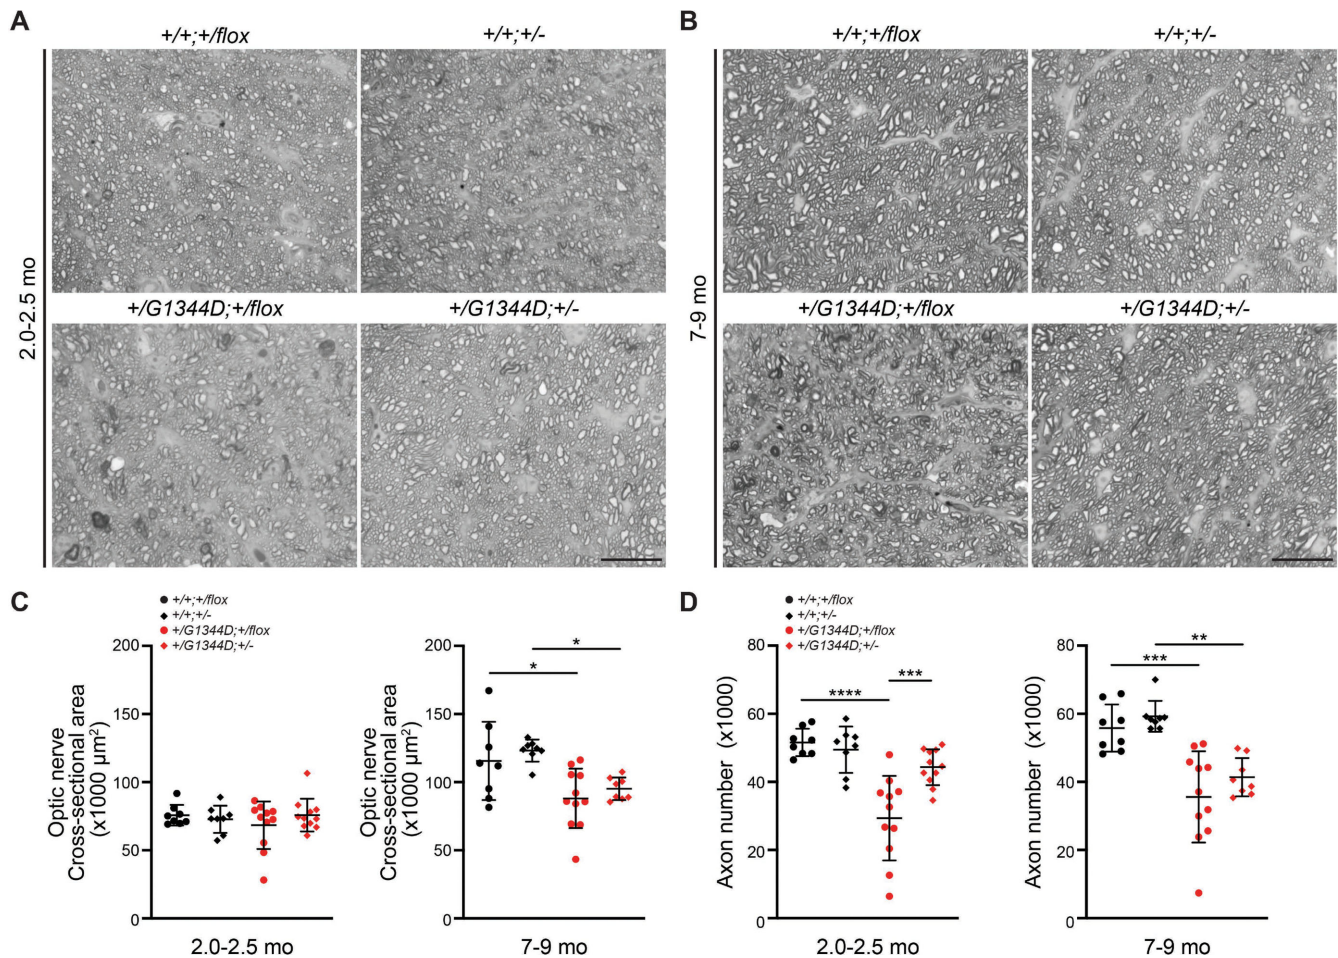 A
+/+;+/flox
+/+;+/-
2.0-2.5 mo
+/G1344D;+/flox
+/G1344D;+/-
B
+/+;+/flox
+/+;+/-
7-9 mo
+/G1344D;+/flox
+/G1344D;+/-
C
+/+;+/flox
+/+;+/-
+/G1344D;+/flox
+/G1344D;+/-
Optic nerve
Cross-sectional area
(x1000 µm²)
200
150
100
50
0
2.0-2.5 mo
Optic nerve
Cross-sectional area
(x1000 µm²)
200
150
100
50
0
*
*
7-9 mo
D
+/+;+/flox
+/+;+/-
+/G1344D;+/flox
+/G1344D;+/-
Axon number (x1000)
80
60
40
20
0
****
***
2.0-2.5 mo
Axon number (x1000)
80
60
40
20
0
***
**
7-9 mo